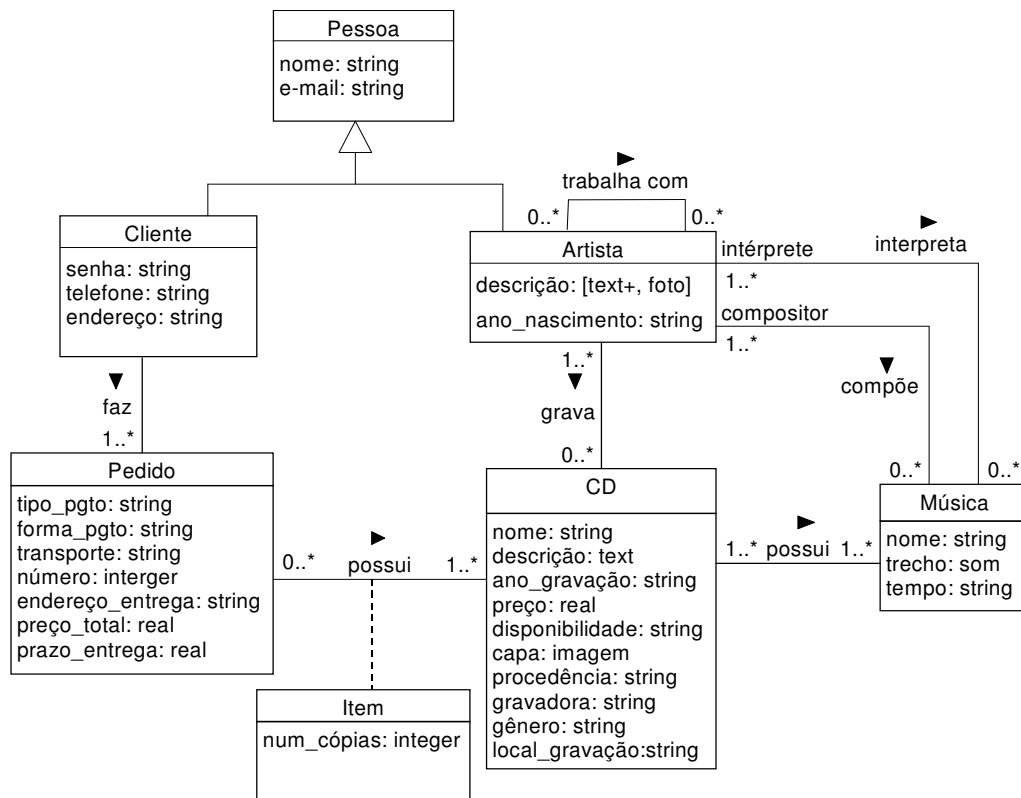 Pessoa
nome: string
e-mail: string
trabalha com
0..*
0..*
Cliente
senha: string
telefone: string
endereço: string
Artista
descrição: [text+, foto]
ano_nascimento: string
intérprete
1..*
interpreta
compositor
1..*
compõe
faz
1..*
1..*
grava
0..*
0..*
0..*
Pedido
tipo_pgto: string
forma_pgto: string
transporte: string
número: interger
endereço_entrega: string
preço_total: real
prazo_entrega: real
0..*
possui
1..*
CD
nome: string
descrição: text
ano_gravação: string
preço: real
disponibilidade: string
capa: imagem
procedência: string
gravadora: string
gênero: string
local_gravação:string
1..*
possui
1..*
Música
nome: string
trecho: som
tempo: string
Item
num_cópias: integer